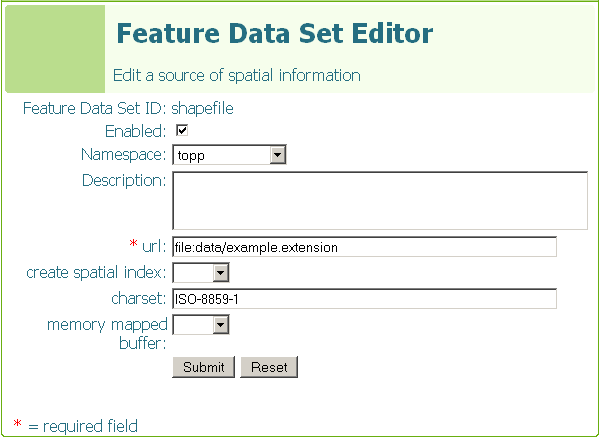 Feature Data Set Editor
Edit a source of spatial information
Feature Data Set ID: shapefile
Enabled:
Namespace: topp
Description:
* url: file:data/example.extension
create spatial index:
charset: ISO-8859-1
memory mapped
buffer:
Submit Reset
* = required field